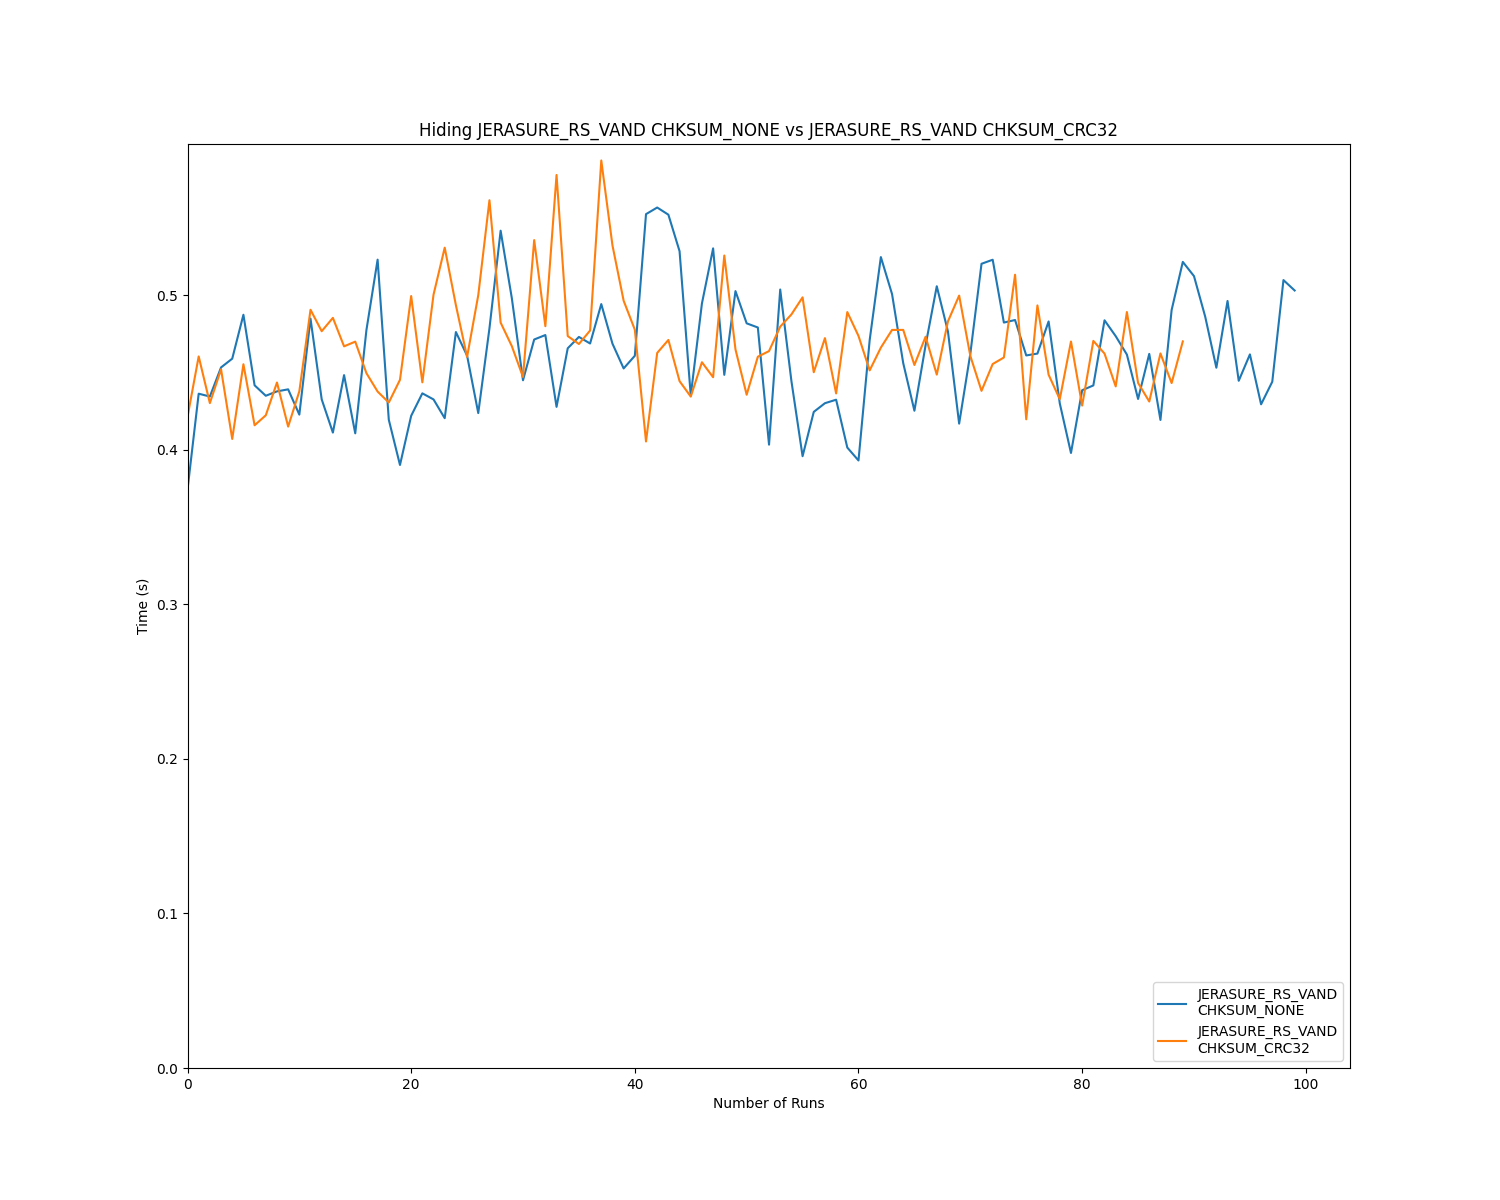 Hiding JERASURE_RS_VAND CHKSUM_NONE vs JERASURE_RS_VAND CHKSUM_CRC32
0.5
0.4
0.3
0.2
0.1
0.0
Time (s)
0 20 40 60 80 100
Number of Runs
JERASURE_RS_VAND
CHKSUM_NONE
JERASURE_RS_VAND
CHKSUM_CRC32